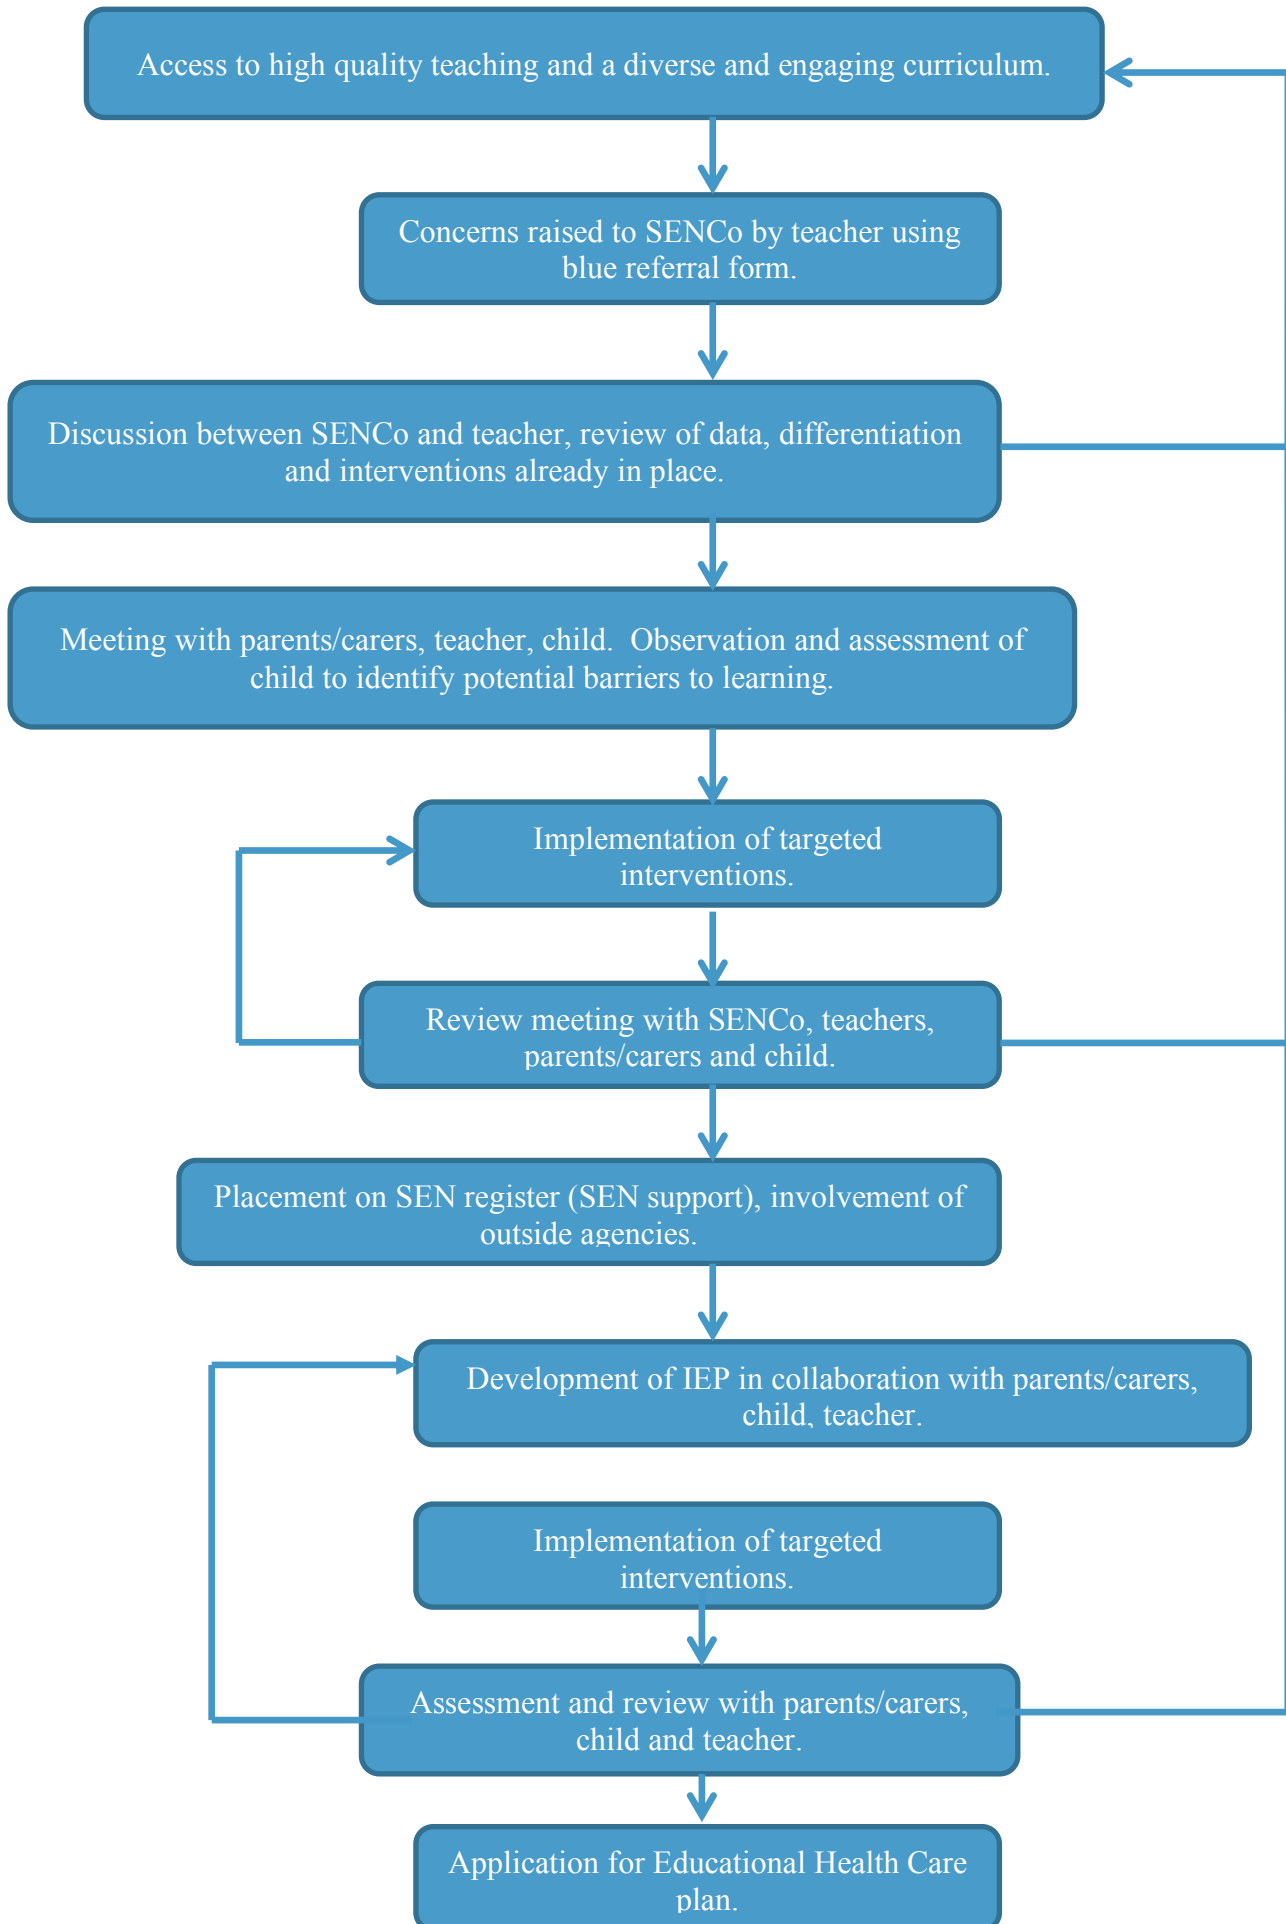 Access to high quality teaching and a diverse and engaging curriculum.
Concerns raised to SENCo by teacher using
blue referral form.
Discussion between SENCo and teacher, review of data, differentiation
and interventions already in place.
Meeting with parents/carers, teacher, child.  Observation and assessment of
child to identify potential barriers to learning.
Implementation of targeted
interventions.
Review meeting with SENCo, teachers,
parents/carers and child.
Placement on SEN register (SEN support), involvement of
outside agencies.
Development of IEP in collaboration with parents/carers,
child, teacher.
Implementation of targeted
interventions.
Assessment and review with parents/carers,
child and teacher.
Application for Educational Health Care
plan.